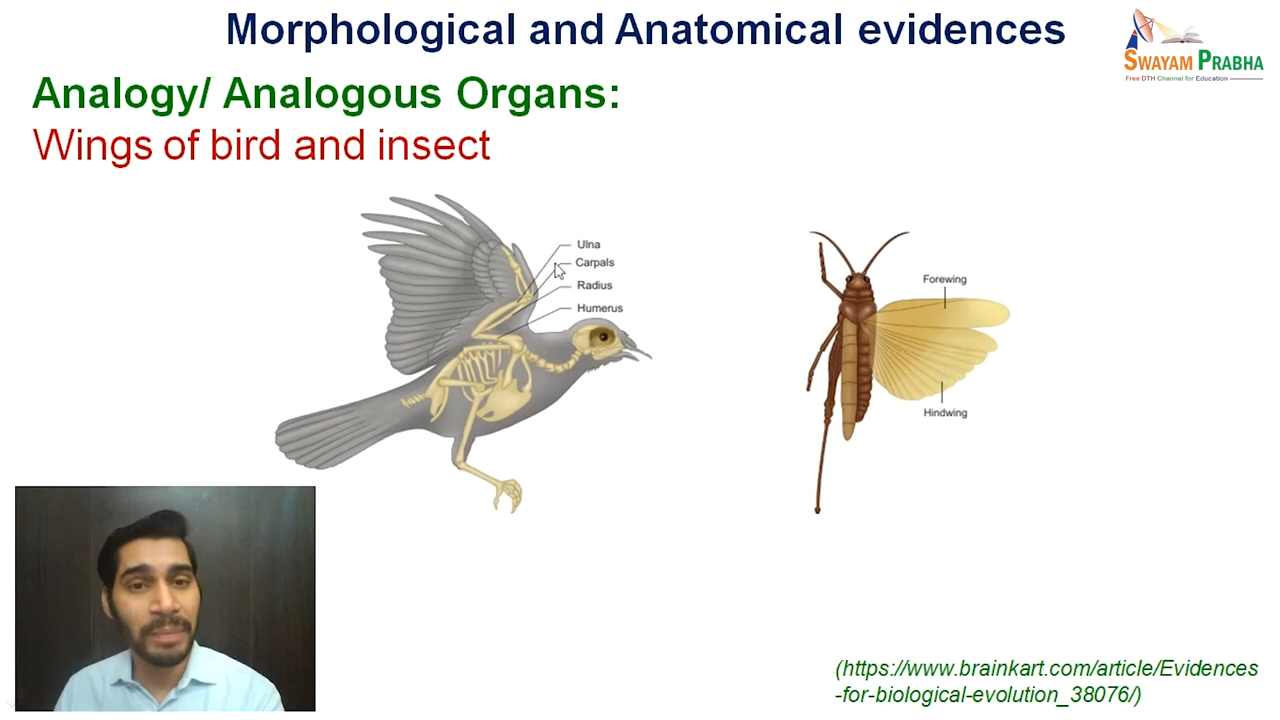 Morphological and Anatomical evidences
SWAYAM PRABHA
Free DTH Channel for Education
Analogy/ Analogous Organs:
Wings of bird and insect
Ulna
Carpals
Radius
Humerus
Forewing
Hindwing
(https://www.brainkart.com/article/Evidences
-for-biological-evolution_38076/)